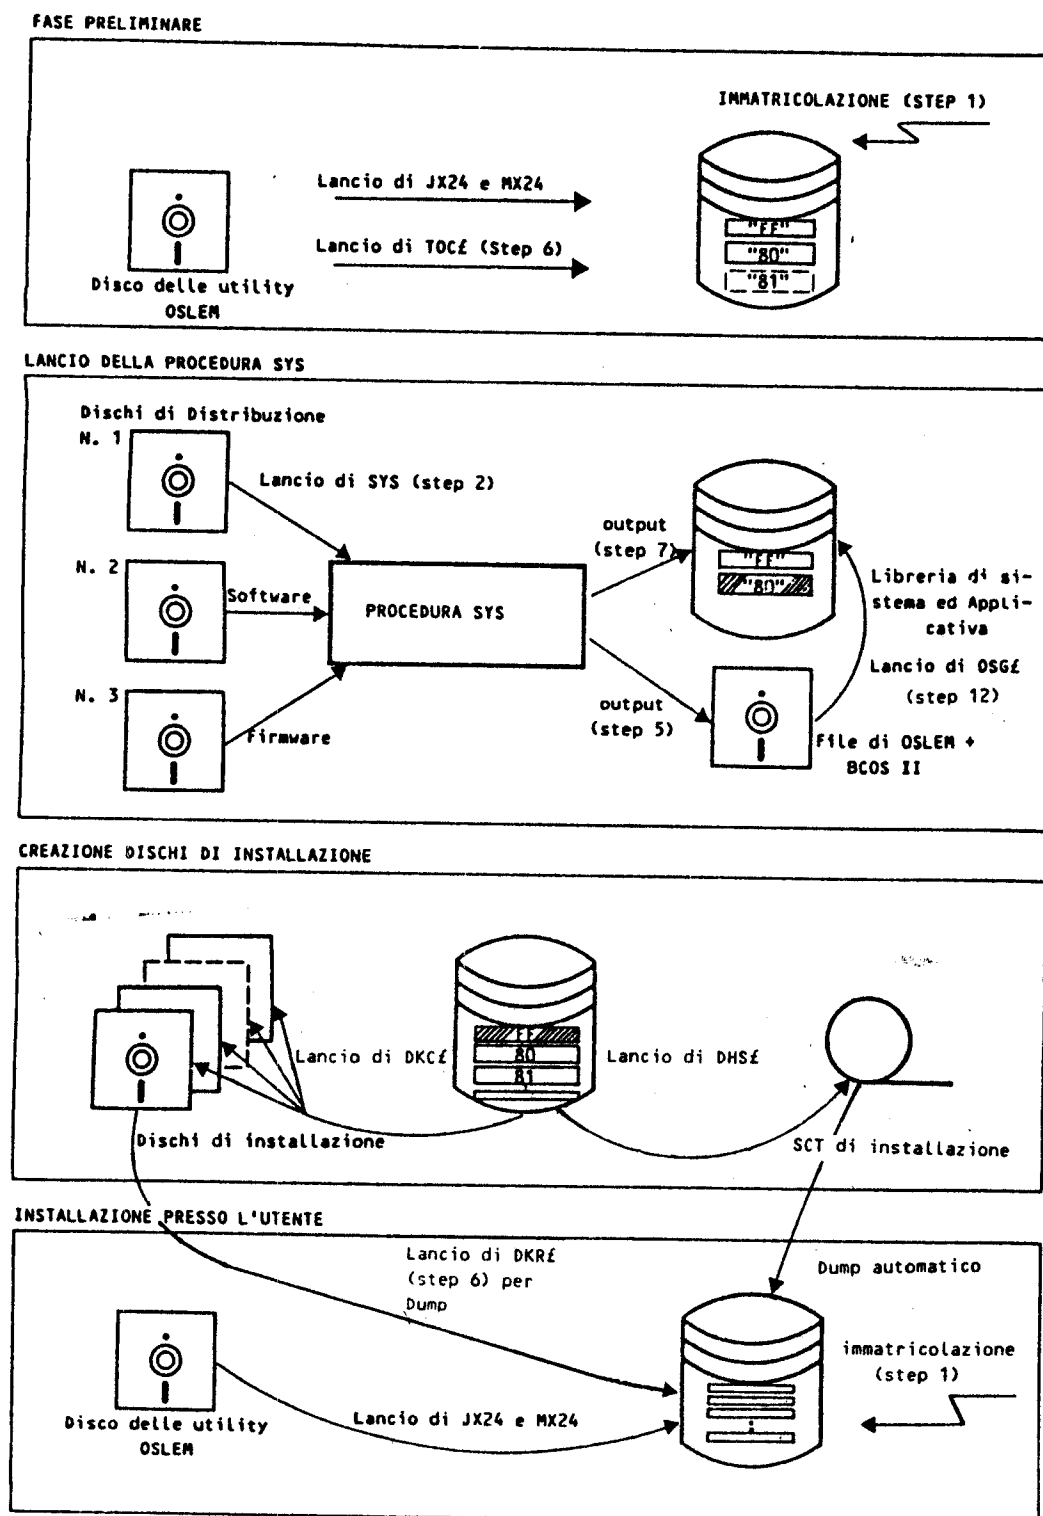 FASE PRELIMINARE
IMMATRICOLAZIONE (STEP 1)
Lancio di JX24 e MX24
Lancio di TOC£ (Step 6)
"FF"
"80"
"81"
Disco delle utility
OSLEM
LANCIO DELLA PROCEDURA SYS
Dischi di Distribuzione
N. 1
Lancio di SYS (step 2)
N. 2
Software
PROCEDURA SYS
N. 3
Firmware
output
(step 7)
"FF"
"80"
Libreria di si-
stema ed Appli-
cativa
Lancio di OSG£
(step 12)
output
(step 5)
File di OSLEM +
BCOS II
CREAZIONE DISCHI DI INSTALLAZIONE
Lancio di DKC£
FF
80
81
Lancio di DHS£
Dischi di installazione
SCT di installazione
INSTALLAZIONE PRESSO L'UTENTE
Lancio di DKR£
(step 6) per
Dump
Dump automatico
immatricolazione
(step 1)
Disco delle utility
OSLEM
Lancio di JX24 e MX24